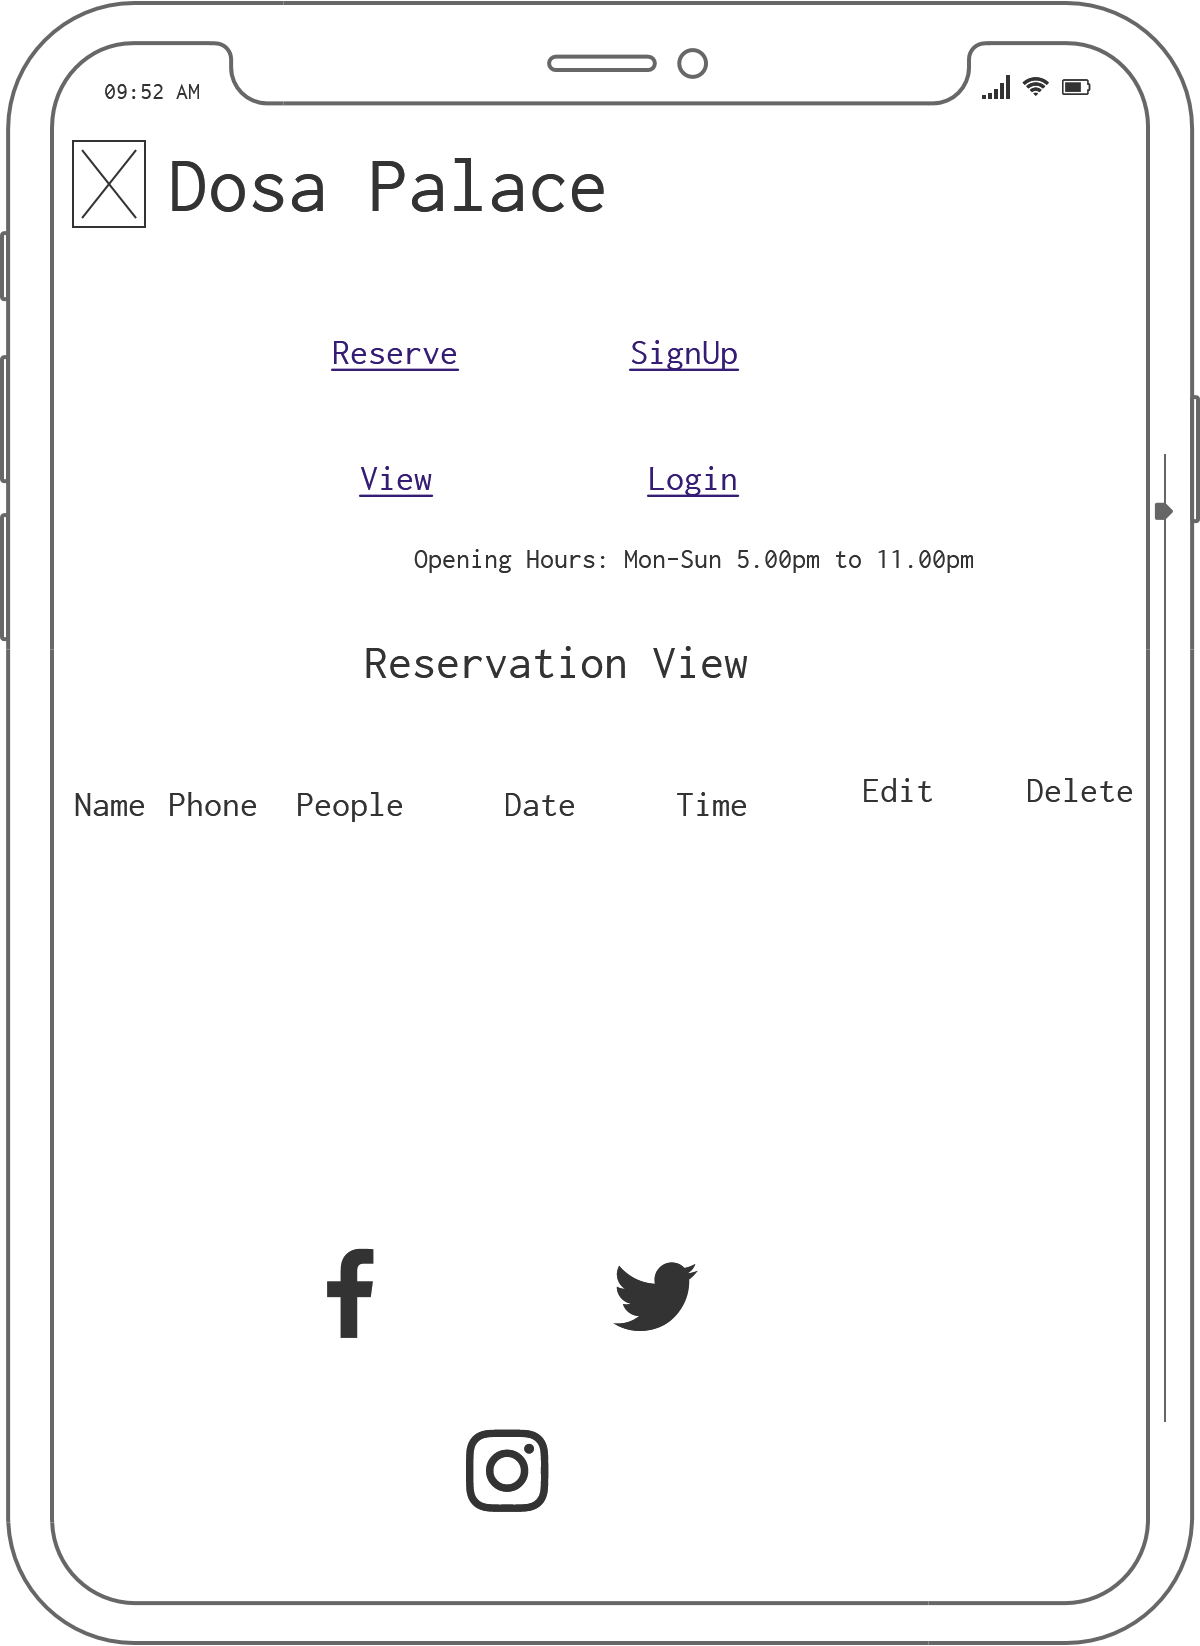 09:52 AM
Dosa Palace
Reserve SignUp
View Login
Opening Hours: Mon-Sun 5.00pm to 11.00pm
Reservation View
Name Phone People Date Time Edit Delete